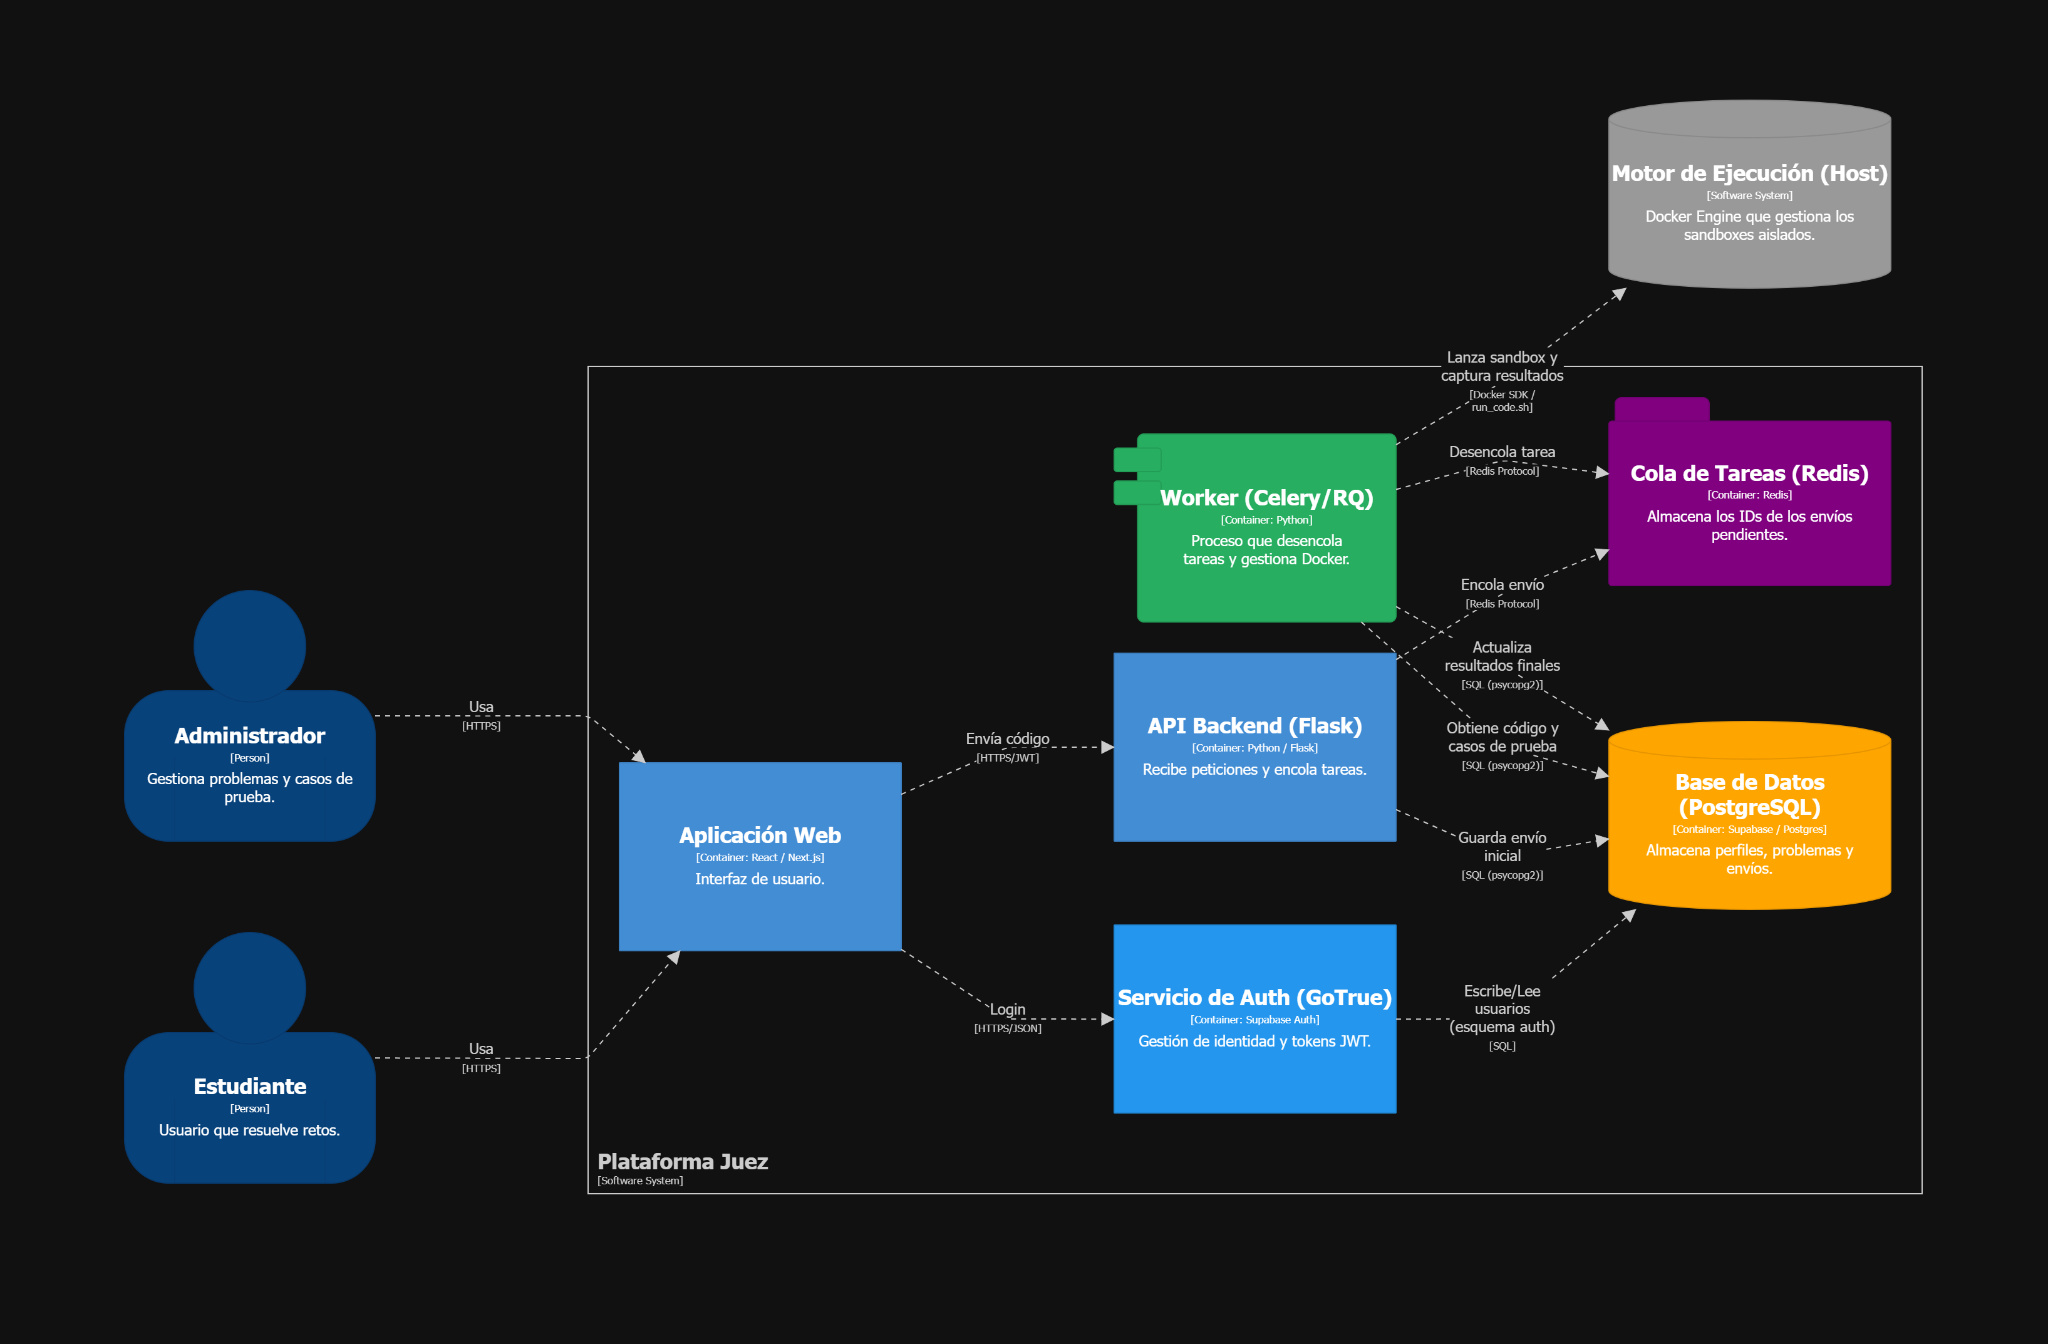 Motor de Ejecución (Host)
[Software System]
Docker Engine que gestiona los
sandboxes aislados.
Lanza sandbox y
captura resultados
[Docker SDK /
run_code.sh]
Desencola tarea
[Redis Protocol]
Cola de Tareas (Redis)
[Container: Redis]
Almacena los IDs de los envíos
pendientes.
Worker (Celery/RQ)
[Container: Python]
Proceso que desencola
tareas y gestiona Docker.
Encola envío
[Redis Protocol]
Actualiza
resultados finales
[SQL (psycopg2)]
Obtiene código y
casos de prueba
[SQL (psycopg2)]
API Backend (Flask)
[Container: Python / Flask]
Recibe peticiones y encola tareas.
Guarda envío
inicial
[SQL (psycopg2)]
Base de Datos
(PostgreSQL)
[Container: Supabase / Postgres]
Almacena perfiles, problemas y
envíos.
Administrador
[Person]
Gestiona problemas y casos de
prueba.
Usa
[HTTPS]
Envía código
[HTTPS/JWT]
Aplicación Web
[Container: React / Next.js]
Interfaz de usuario.
Login
[HTTPS/JSON]
Servicio de Auth (GoTrue)
[Container: Supabase Auth]
Gestión de identidad y tokens JWT.
Escribe/Lee
usuarios
(esquema auth)
[SQL]
Estudiante
[Person]
Usuario que resuelve retos.
Usa
[HTTPS]
Plataforma Juez
[Software System]